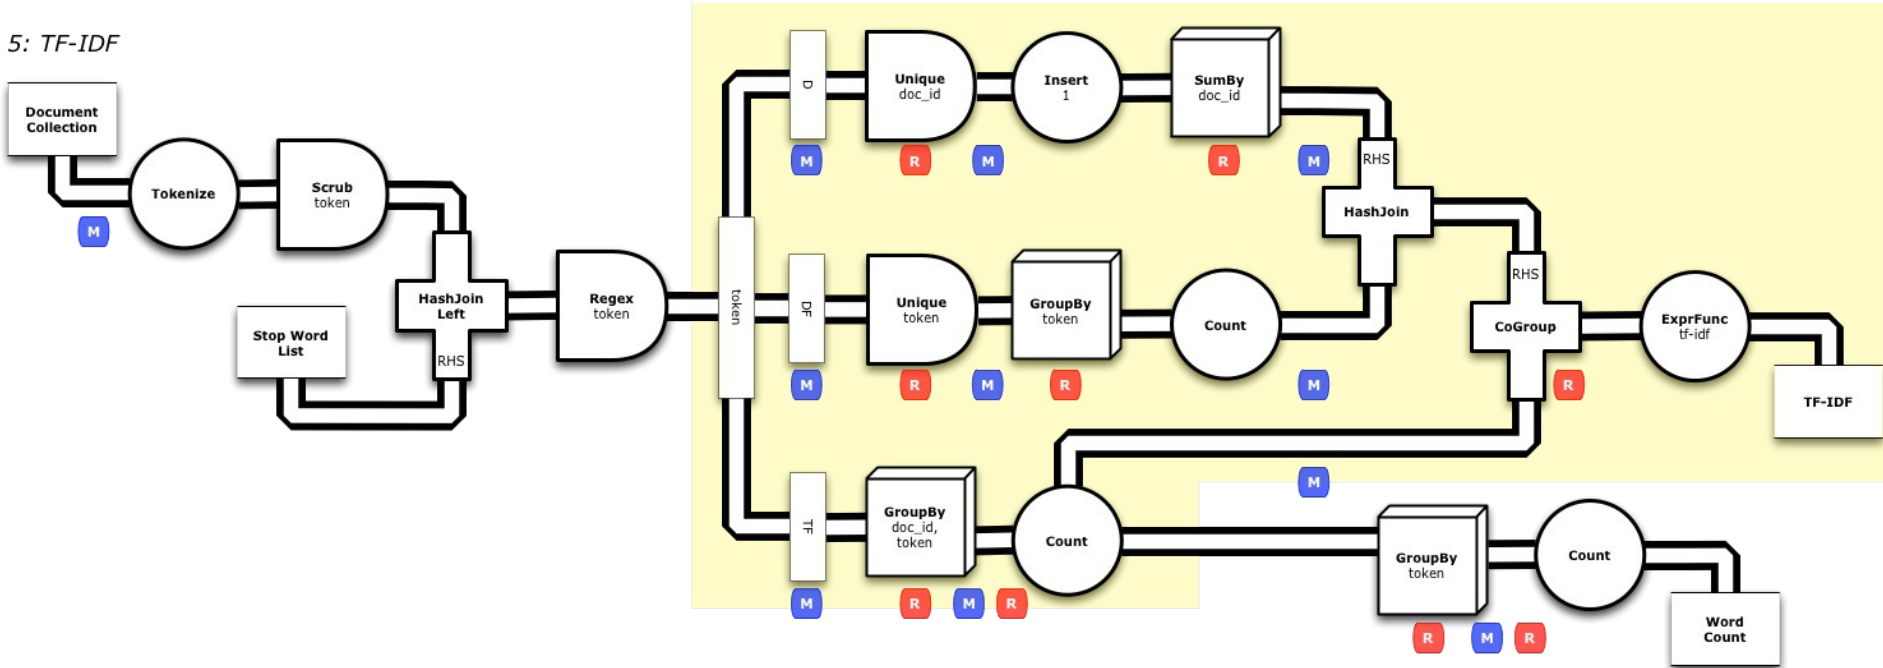 5: TF-IDF
Document
Collection
M
Tokenize
Scrub
token
HashJoin
Left
RHS
Stop Word
List
Regex
token
token
D
M
Unique
doc_id
R
M
Insert
1
SumBy
doc_id
R
M
RHS
HashJoin
DF
M
Unique
token
R
M
GroupBy
token
R
Count
M
RHS
CoGroup
R
ExprFunc
tf-idf
TF-IDF
TF
M
GroupBy
doc_id,
token
R
M
R
Count
M
GroupBy
token
R
M
R
Count
Word
Count